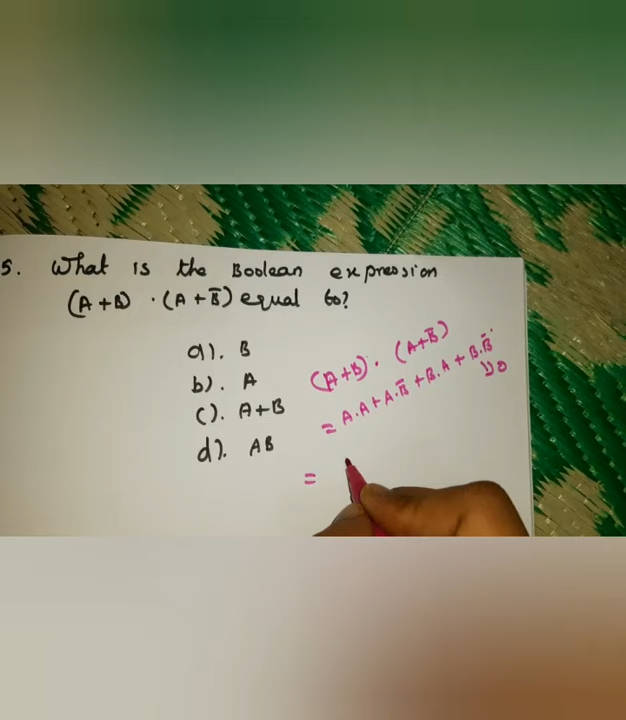 5. What is the Boolean expression
(A+B) · (A+B̅) equal to?
a). B
b). A
c). A+B
d). AB
(A+B) · (A+B̅)
= A.A + A.B̅ + B.A + B.B̅
0
=